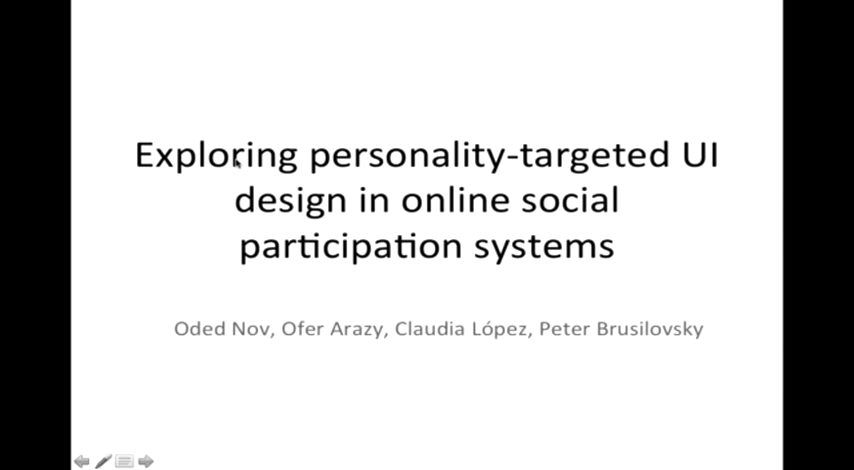 Exploring personality-targeted UI
design in online social
participation systems
Oded Nov, Ofer Arazy, Claudia López, Peter Brusilovsky